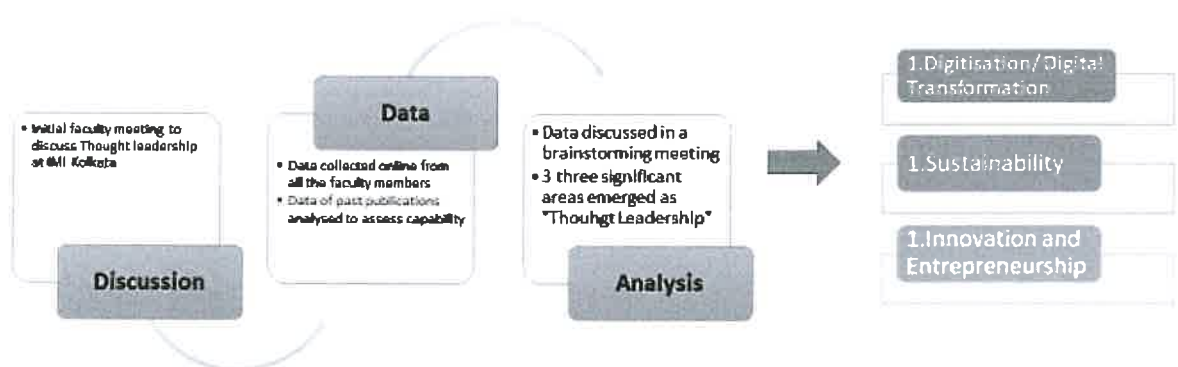 • Initial faculty meeting to
discuss Thought leadership
at IMI Kolkata
Discussion
Data
• Data collected online from
all the faculty members
• Data of past publications
analysed to assess capability
• Data discussed in a
brainstorming meeting
• 3 three significant
areas emerged as
"Thouhgt Leadership"
Analysis
1.Digitisation/ Digital
Transformation
1.Sustainability
1.Innovation and
Entrepreneurship